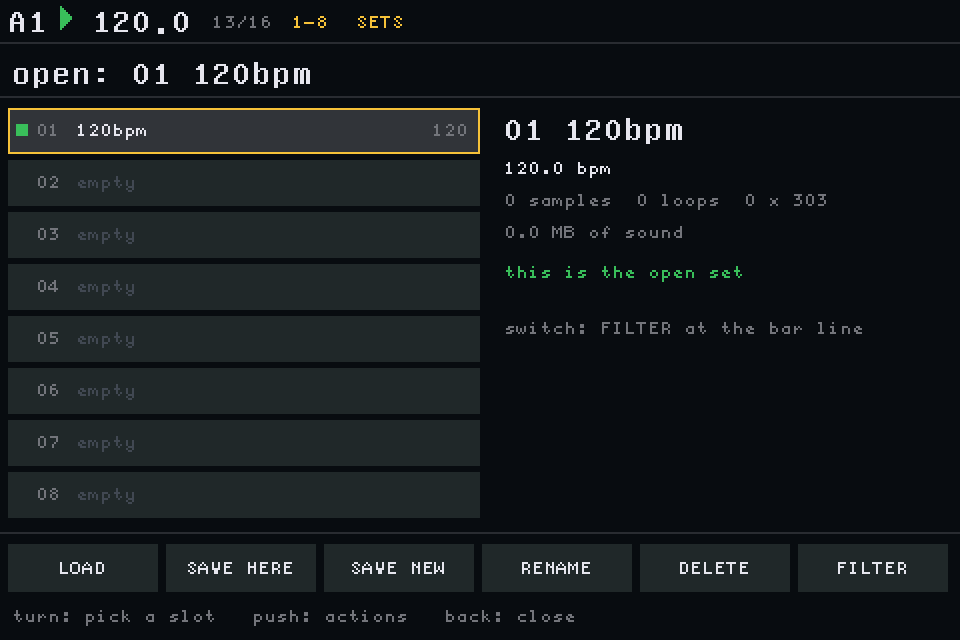 A1 120.0 13/16 1-8 SETS
open: 01 120bpm
01 120bpm 120
02 empty
03 empty
04 empty
05 empty
06 empty
07 empty
08 empty
01 120bpm
120.0 bpm
0 samples 0 loops 0 x 303
0.0 MB of sound
this is the open set
switch: FILTER at the bar line
LOAD SAVE HERE SAVE NEW RENAME DELETE FILTER
turn: pick a slot push: actions back: close